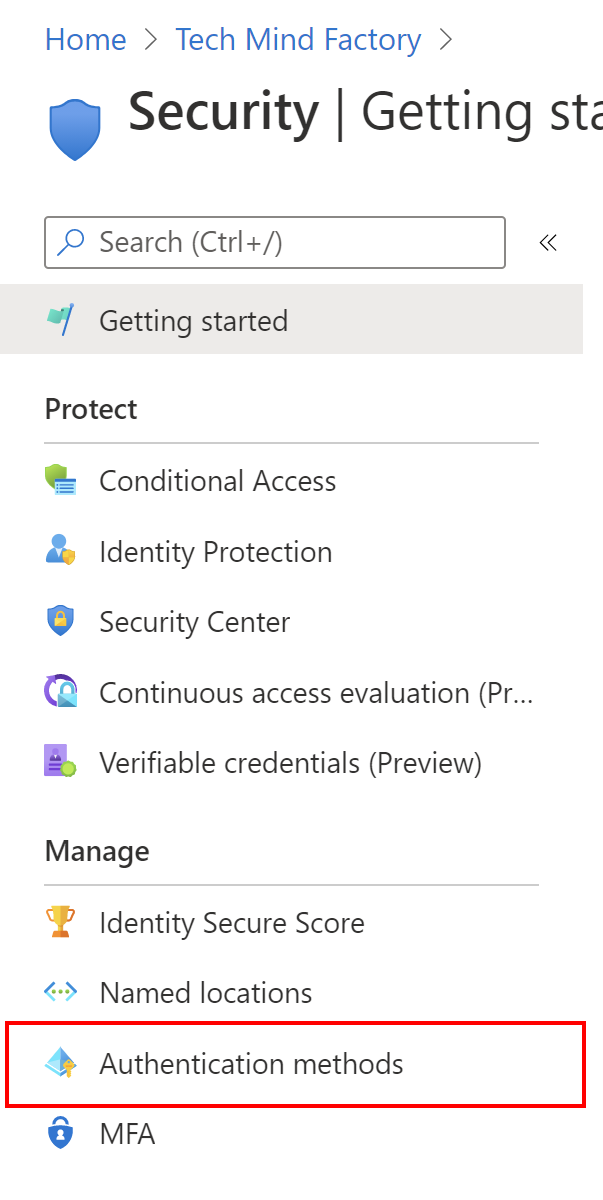 Home > Tech Mind Factory >
Security | Getting sta
Search (Ctrl+/)
Getting started
Protect
Conditional Access
Identity Protection
Security Center
Continuous access evaluation (Pr...
Verifiable credentials (Preview)
Manage
Identity Secure Score
Named locations
Authentication methods
MFA